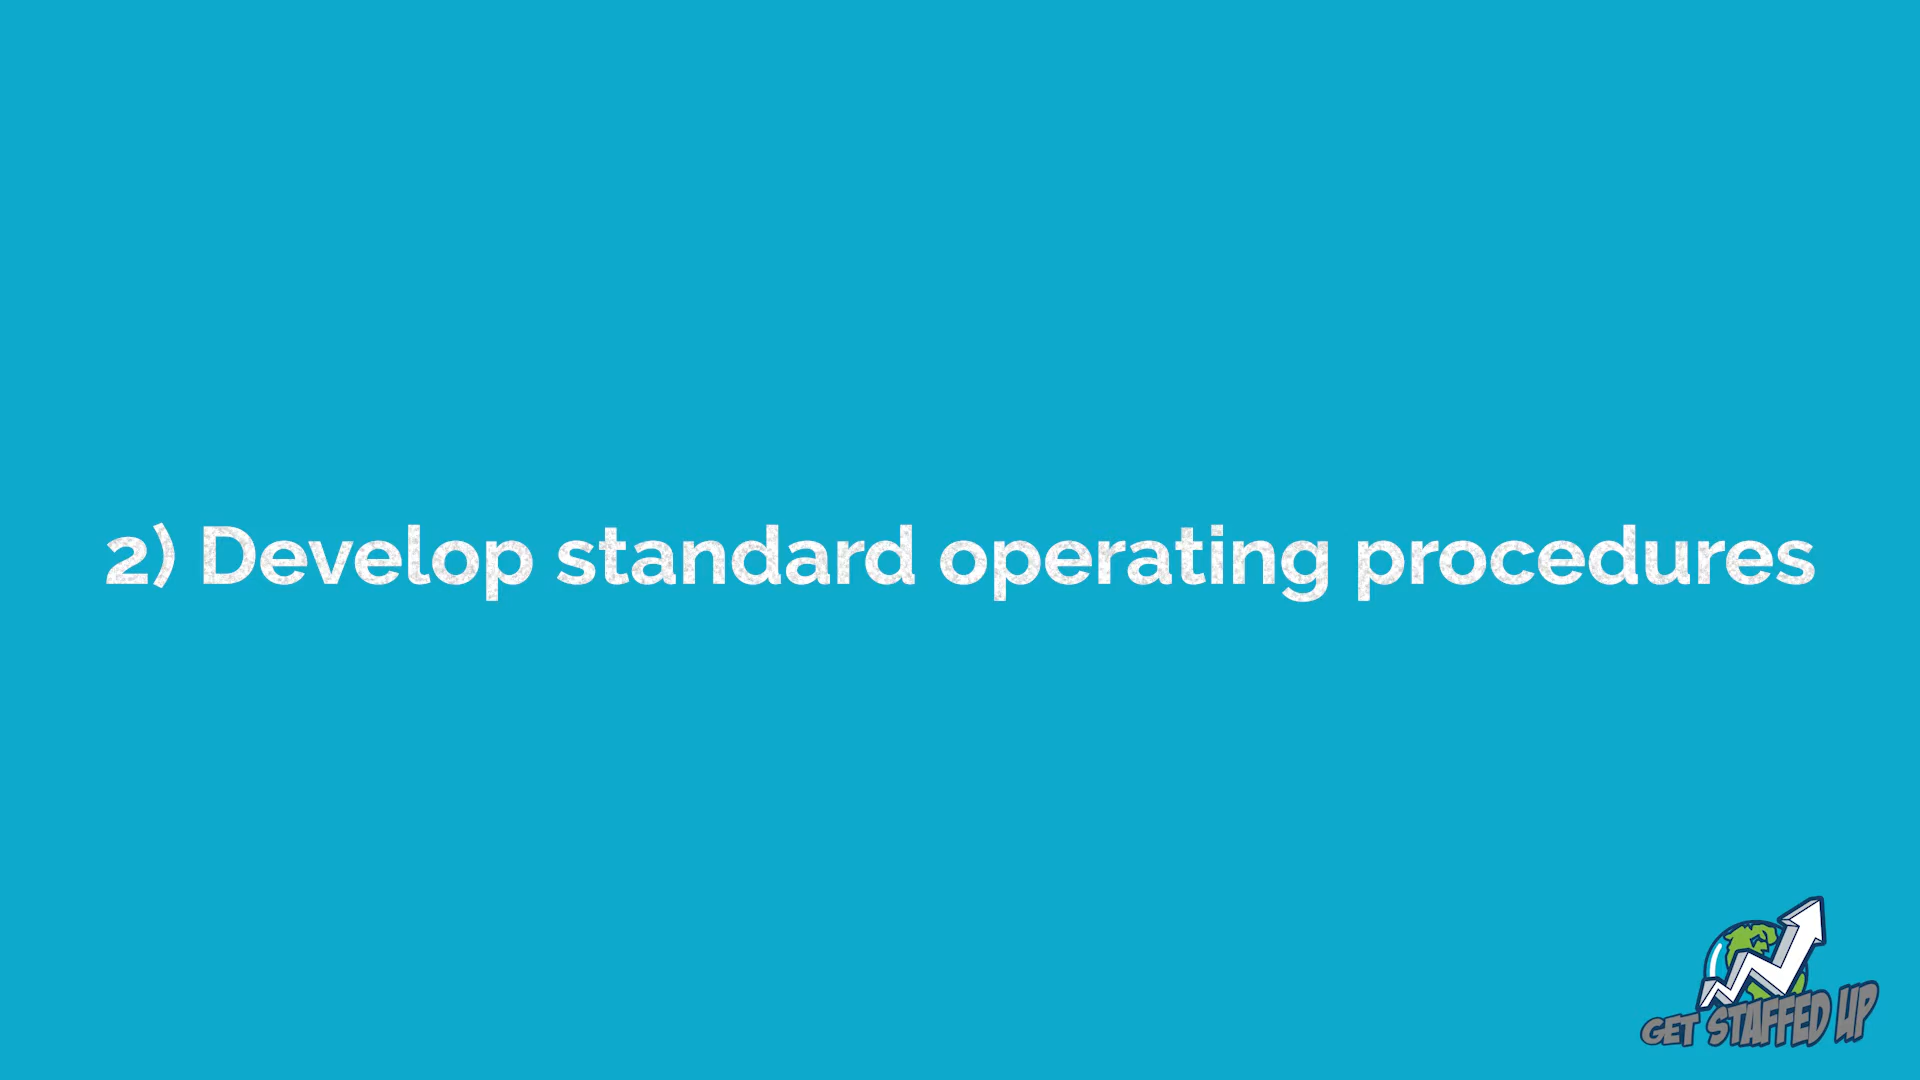 2) Develop standard operating procedures
GET STAFFED UP